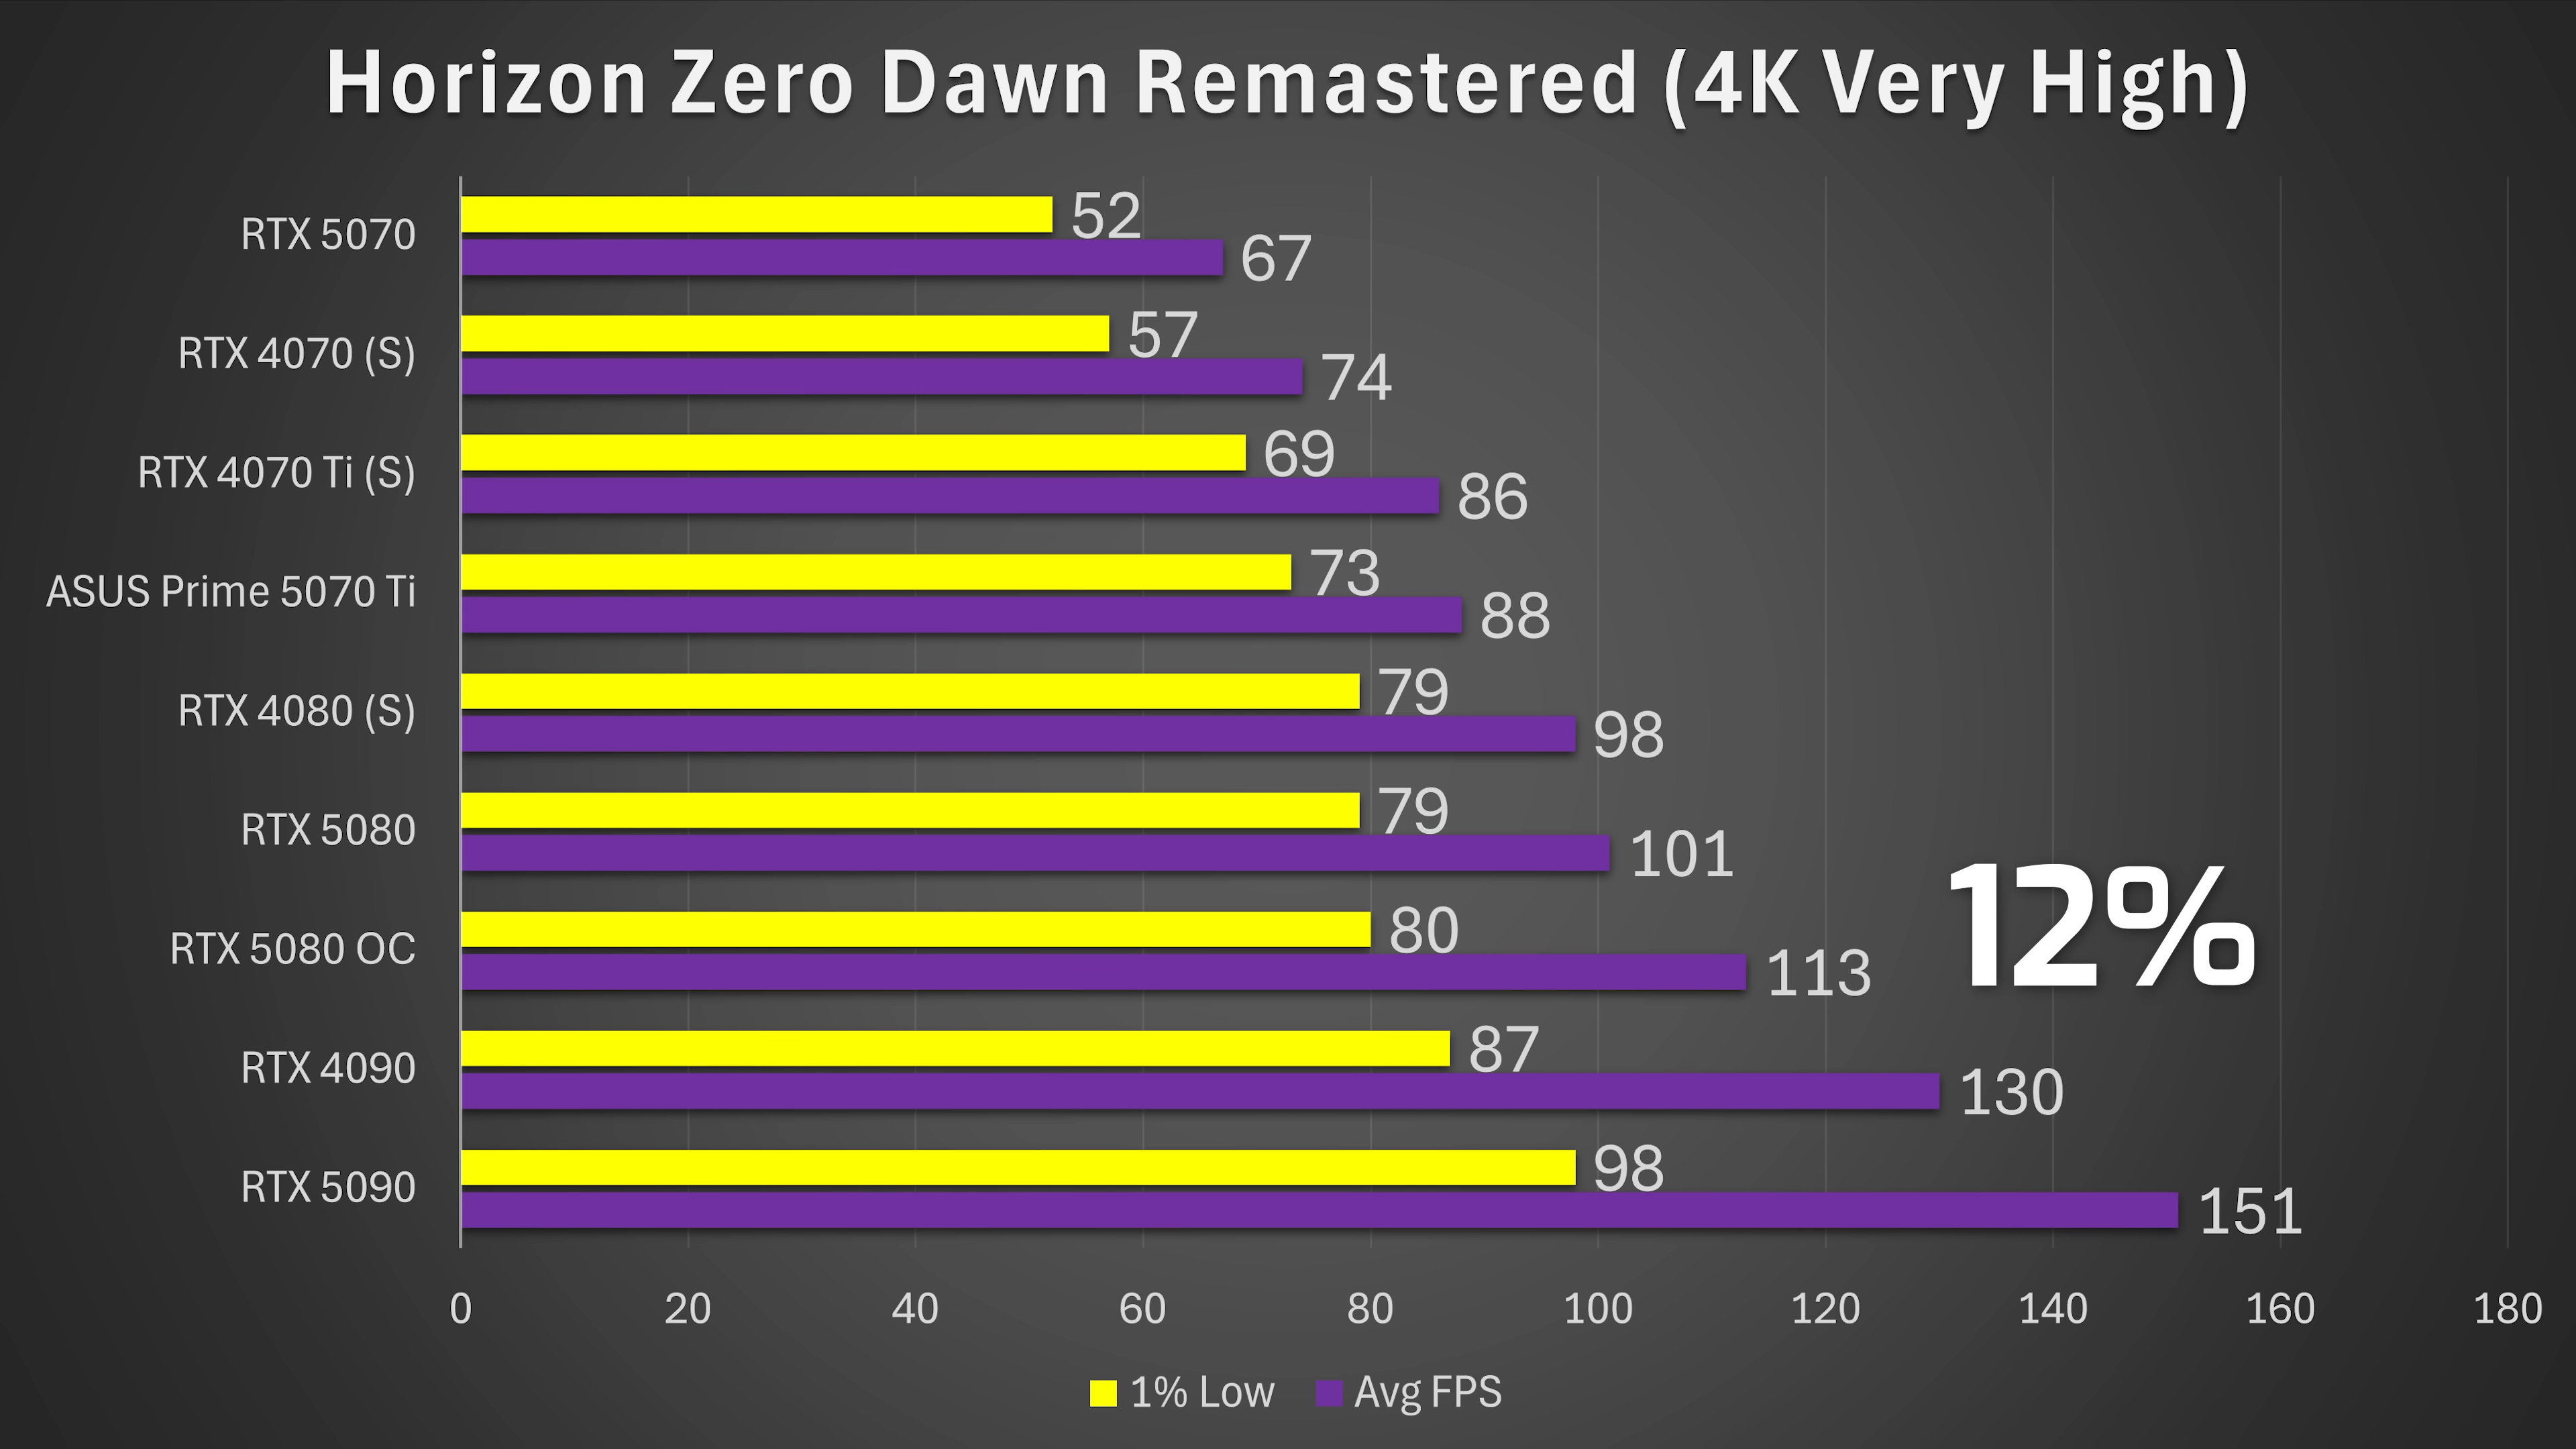 Horizon Zero Dawn Remastered (4K Very High)
RTX 5070
52
67
RTX 4070 (S)
57
74
RTX 4070 Ti (S)
69
86
ASUS Prime 5070 Ti
73
88
RTX 4080 (S)
79
98
RTX 5080
79
101
RTX 5080 OC
80
113
12%
RTX 4090
87
130
RTX 5090
98
151
0 20 40 60 80 100 120 140 160 180
1% Low Avg FPS